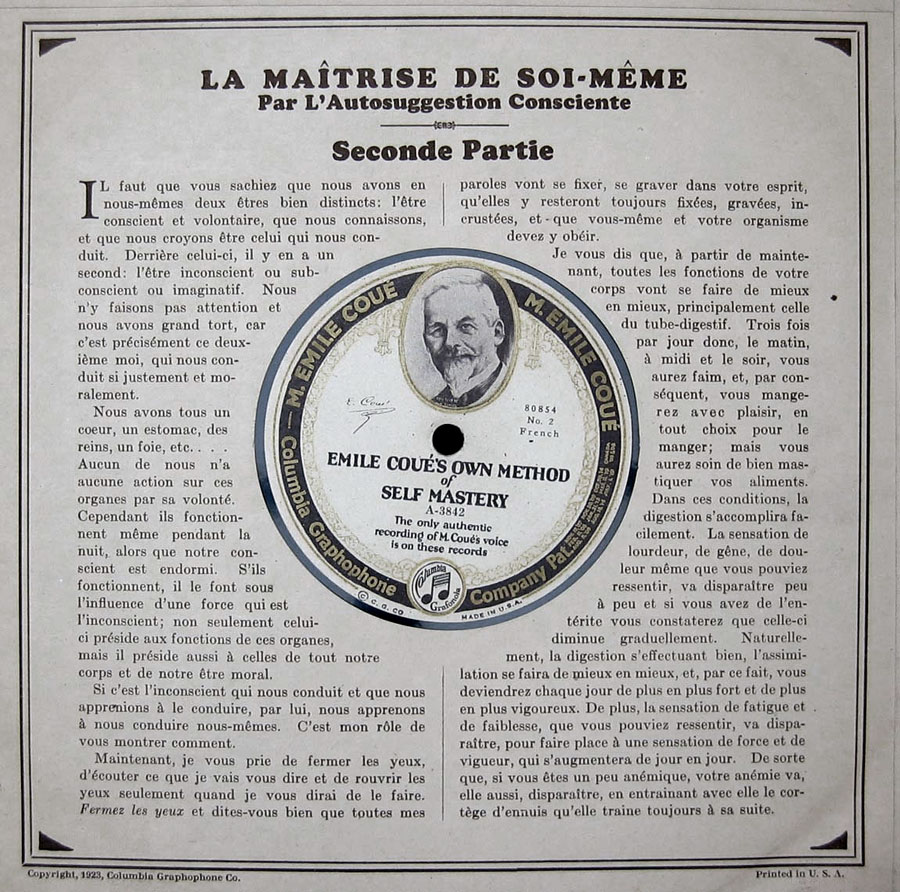 LA MAÎTRISE DE SOI-MÊME
Par L'Autosuggestion Consciente
Seconde Partie
IL faut que vous sachiez que nous avons en
nous-mêmes deux êtres bien distincts: l'être
conscient et volontaire, que nous connaissons,
et que nous croyons être celui qui nous con-
duit. Derrière celui-ci, il y en a un
second: l'être inconscient ou sub-
conscient ou imaginatif. Nous
n'y faisons pas attention et
nous avons grand tort, car
c'est précisément ce deux-
ième moi, qui nous con-
duit si justement et mo-
ralement.
Nous avons tous un
coeur, un estomac, des
reins, un foie, etc. . . .
Aucun de nous n'a
aucune action sur ces
organes par sa volonté.
Cependant ils fonction-
nent même pendant la
nuit, alors que notre con-
scient est endormi. S'ils
fonctionnent, il le font sous
l'influence d'une force qui est
l'inconscient; non seulement celui-
ci préside aux fonctions de ces organes,
mais il préside aussi à celles de tout notre
corps et de notre être moral.
Si c'est l'inconscient qui nous conduit et que nous
apprenions à le conduire, par lui, nous apprenons
à nous conduire nous-mêmes. C'est mon rôle de
vous montrer comment.
Maintenant, je vous prie de fermer les yeux,
d'écouter ce que je vais vous dire et de rouvrir les
yeux seulement quand je vous dirai de le faire.
Fermez les yeux et dites-vous bien que toutes mes
paroles vont se fixer, se graver dans votre esprit,
qu'elles y resteront toujours fixées, gravées, in-
crustées, et-que vous-même et votre organisme
devez y obéir.
Je vous dis que, à partir de mainte-
nant, toutes les fonctions de votre
corps vont se faire de mieux
en mieux, principalement celle
du tube-digestif. Trois fois
par jour donc, le matin,
à midi et le soir, vous
aurez faim, et, par con-
séquent, vous mange-
rez avec plaisir, en
tout choix pour le
manger; mais vous
aurez soin de bien mas-
tiquer vos aliments.
Dans ces conditions, la
digestion s'accomplira fa-
cilement. La sensation de
lourdeur, de gêne, de dou-
leur même que vous pouviez
ressentir, va disparaître peu
à peu et si vous avez de l'en-
térite vous constaterez que celle-ci
diminue graduellement. Naturelle-
ment, la digestion s'effectuant bien, l'assimi-
lation se faira de mieux en mieux, et, par ce fait, vous
deviendrez chaque jour de plus en plus fort et de plus
en plus vigoureux. De plus, la sensation de fatigue et
de faiblesse, que vous pouviez ressentir, va dispa-
raître, pour faire place à une sensation de force et de
vigueur, qui s'augmentera de jour en jour. De sorte
que, si vous êtes un peu anémique, votre anémie va,
elle aussi, disparaître, en entrainant avec elle le cor-
tège d'ennuis qu'elle traine toujours à sa suite.
M. EMILE COUÉ
M. EMILE COUÉ
E. Coué
80854
No. 2
French
EMILE COUÉ'S OWN METHOD
of
SELF MASTERY
A-3842
The only authentic
recording of M. Coué's voice
is on these records
Columbia Graphophone
Company Pat.
Columbia
Grafonola
© C. G. CO.
MADE IN U.S.A.
Copyright, 1923, Columbia Graphophone Co.
Printed in U. S. A.